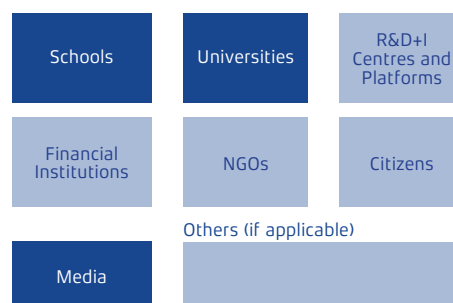 Schools
Universities
R&D+I
Centres and
Platforms
Financial
Institutions
NGOs
Citizens
Others (if applicable)
Media